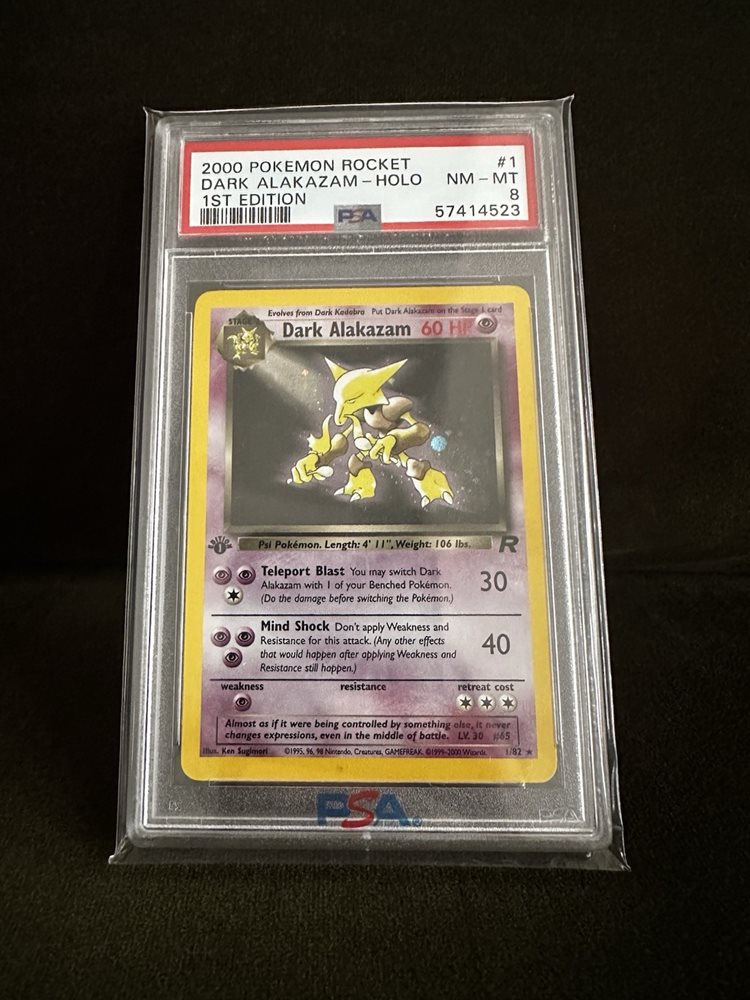 2000 POKEMON ROCKET #1
DARK ALAKAZAM - HOLO NM - MT
1ST EDITION 8
PSA 57414523
Evolves from Dark Kadabra Put Dark Alakazam on the Stage 1 card
STAGE
Dark Alakazam 60 HP
Psi Pokémon. Length: 4' 11", Weight: 106 lbs.
EDITION 1 R
Teleport Blast You may switch Dark
Alakazam with 1 of your Benched Pokémon. 30
(Do the damage before switching the Pokémon.)
Mind Shock Don't apply Weakness and
Resistance for this attack. (Any other effects 40
that would happen after applying Weakness and
Resistance still happen.)
weakness resistance retreat cost
Almost as if it were being controlled by something else, it never
changes expressions, even in the middle of battle. LV. 30 #65
Illus. Ken Sugimori ©1995, 96, 98 Nintendo, Creatures, GAMEFREAK. ©1999-2000 Wizards. 1/82 ★
PSA
PSA